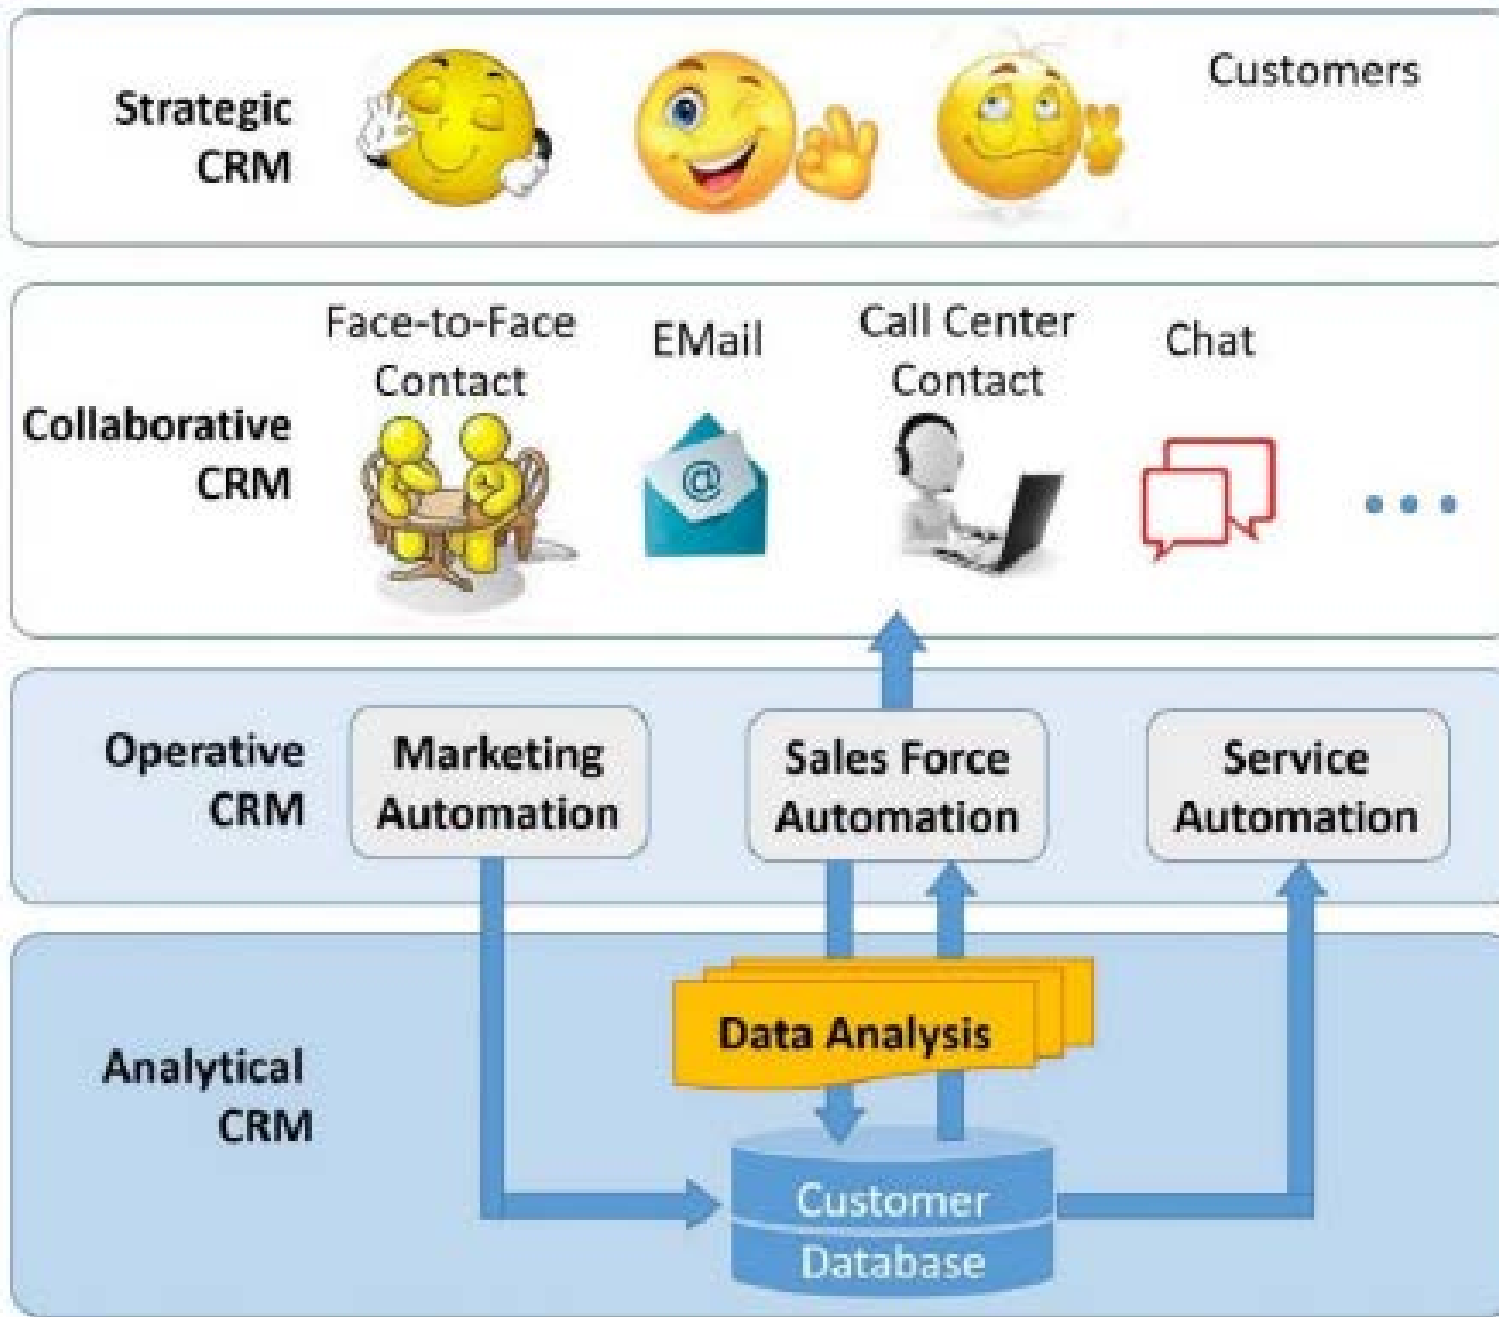 Customers
Strategic
CRM
Face-to-Face
Contact
EMail
Call Center
Contact
Chat
Collaborative
CRM
@
Operative
CRM
Marketing
Automation
Sales Force
Automation
Service
Automation
Data Analysis
Analytical
CRM
Customer
Database